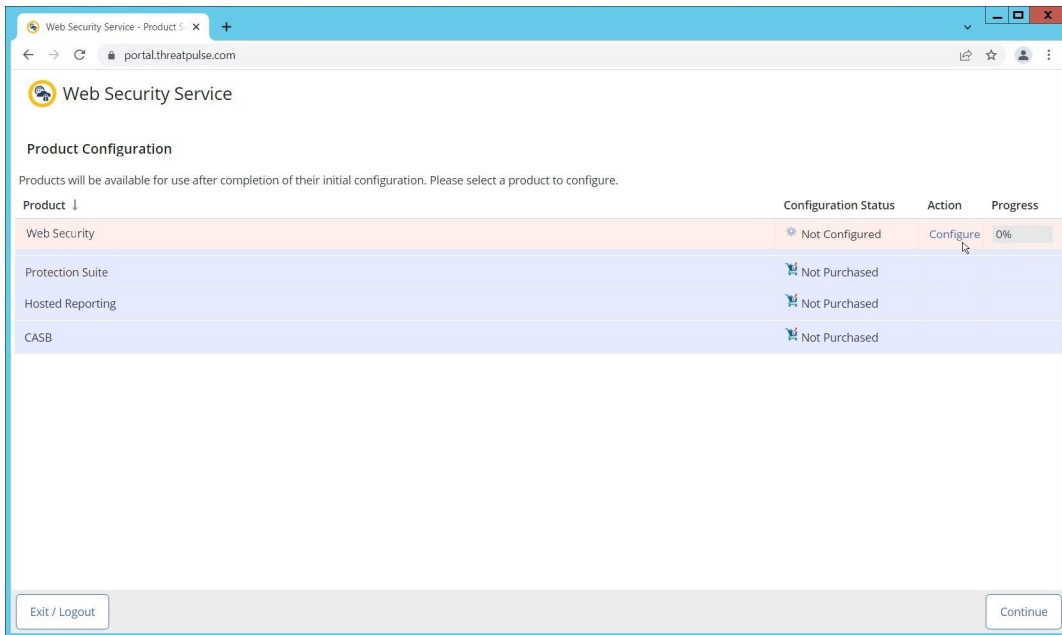 Web Security Service - Product S
portal.threatpulse.com
Web Security Service
Product Configuration
Products will be available for use after completion of their initial configuration. Please select a product to configure.
Product ↓ Configuration Status Action Progress
Web Security Not Configured Configure 0%
Protection Suite Not Purchased
Hosted Reporting Not Purchased
CASB Not Purchased
Exit / Logout Continue